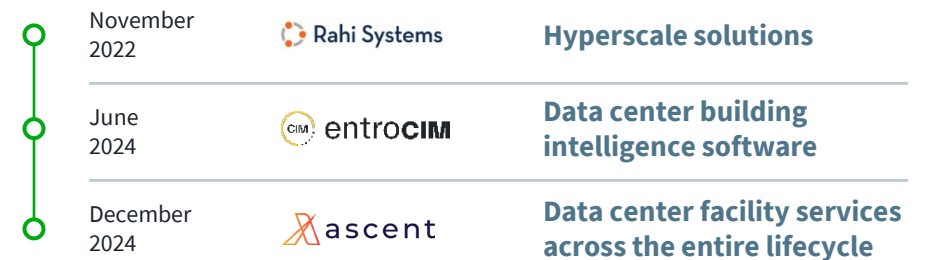 November
2022
Rahi Systems
Hyperscale solutions
June
2024
CIM
entrocim
Data center building
intelligence software
December
2024
ascent
Data center facility services
across the entire lifecycle